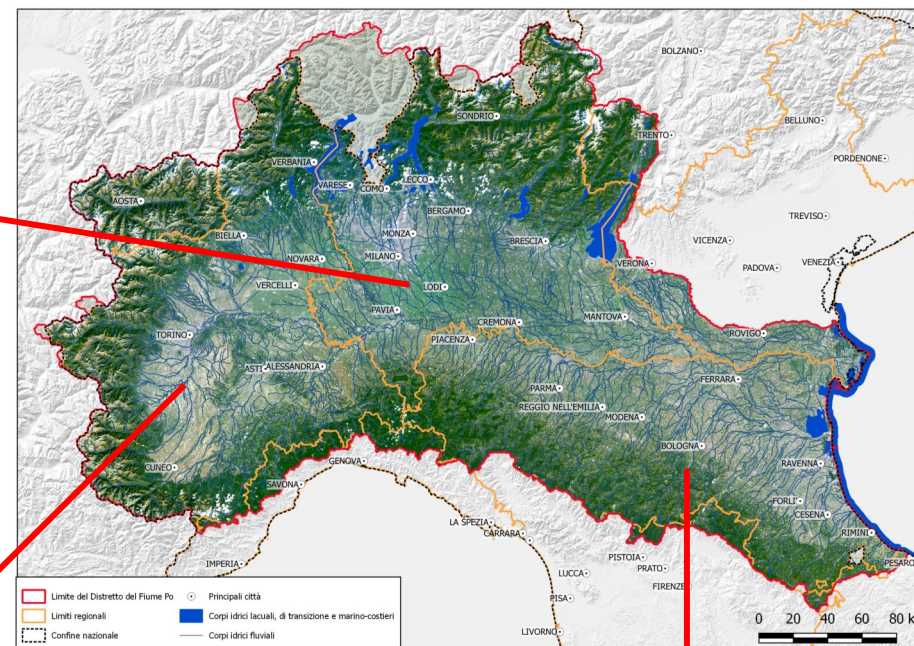 BOLZANO
BELLUNO
SONDRIO
TRENTO
PORDENONE
VERBANIA
LECCO
VARESE
COMO
AOSTA
BERGAMO
TREVISO
BIELLA
MONZA
BRESCIA
VICENZA
VENEZIA
NOVARA
MILANO
VERONA
PADOVA
VERCELLI
LODI
PAVIA
CREMONA
MANTOVA
ROVIGO
TORINO
PIACENZA
ASTI
ALESSANDRIA
FERRARA
PARMA
REGGIO NELL'EMILIA
MODENA
BOLOGNA
CUNEO
GENOVA
RAVENNA
SAVONA
FORLI'
CESENA
LA SPEZIA
CARRARA
RIMINI
IMPERIA
PISTOIA
PRATO
PESARO
LUCCA
FIRENZE
PISA
LIVORNO
Limite del Distretto del Fiume Po
Principali città
Limiti regionali
Corpi idrici lacuali, di transizione e marino-costieri
Confine nazionale
Corpi idrici fluviali
0 20 40 60 80 k